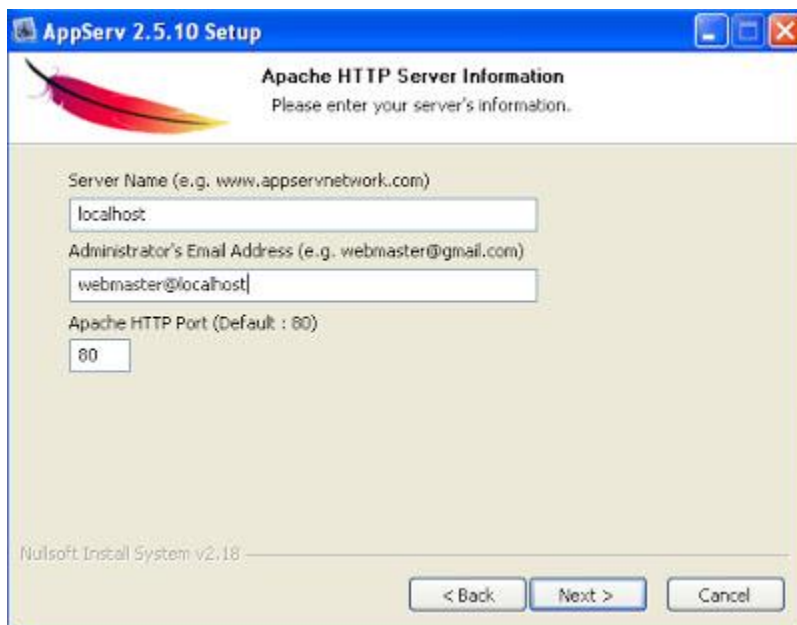 AppServ 2.5.10 Setup
Apache HTTP Server Information
Please enter your server's information.
Server Name (e.g. www.appservnetwork.com)
localhost
Administrator's Email Address (e.g. webmaster@gmail.com)
webmaster@localhost
Apache HTTP Port (Default : 80)
80
Nullsoft Install System v2.18
< Back Next > Cancel